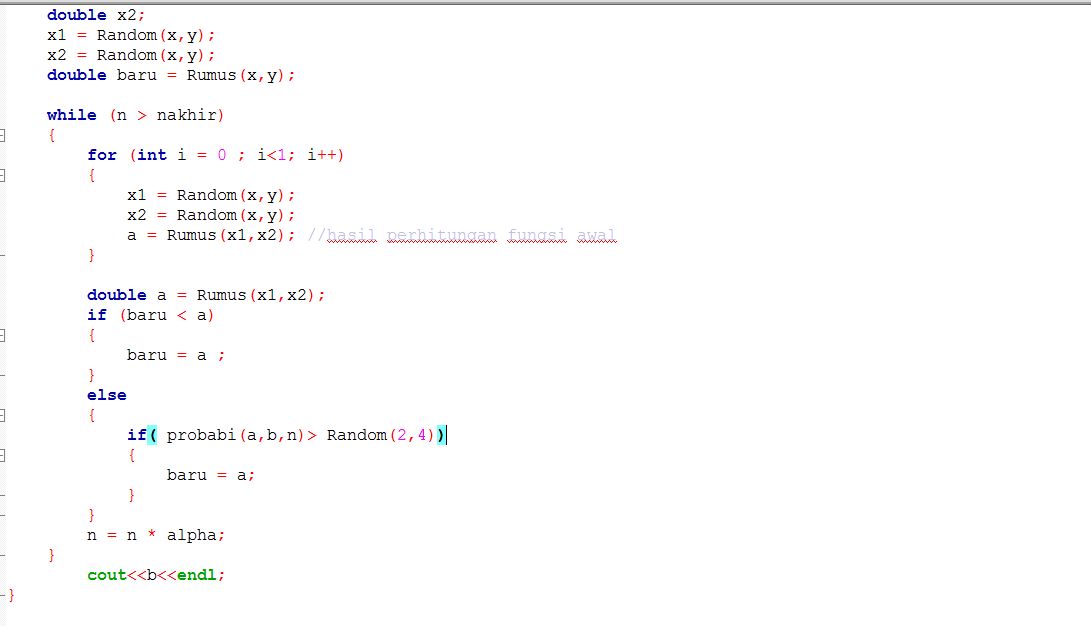 double x2;
x1 = Random(x,y);
x2 = Random(x,y);
double baru = Rumus(x,y);
while (n > nakhir)
{
for (int i = 0 ; i<1; i++)
{
x1 = Random(x,y);
x2 = Random(x,y);
a = Rumus(x1,x2); //hasil perhitungan fungsi awal
}
double a = Rumus(x1,x2);
if (baru < a)
{
baru = a ;
}
else
{
if( probabi(a,b,n)> Random(2,4))
{
baru = a;
}
}
n = n * alpha;
}
cout<<b<<endl;
}